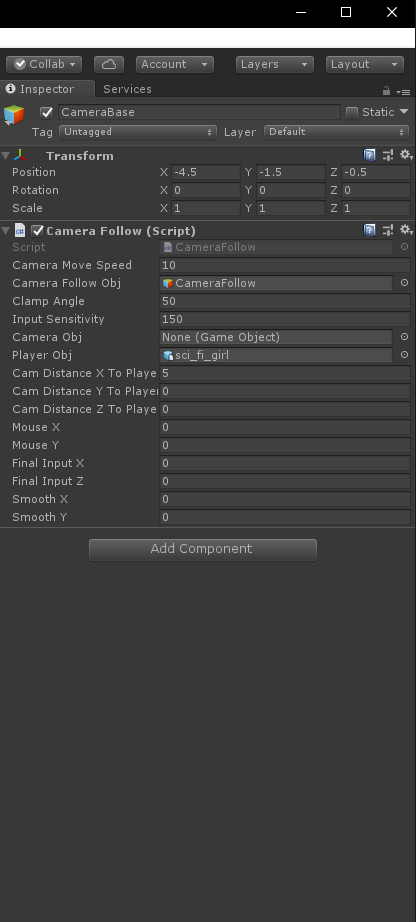 Collab Account Layers Layout
Inspector Services
CameraBase Static
Tag Untagged Layer Default
Transform
Position X -4.5 Y -1.5 Z -0.5
Rotation X 0 Y 0 Z 0
Scale X 1 Y 1 Z 1
Camera Follow (Script)
Script CameraFollow
Camera Move Speed 10
Camera Follow Obj CameraFollow
Clamp Angle 50
Input Sensitivity 150
Camera Obj None (Game Object)
Player Obj sci_fi_girl
Cam Distance X To Playe 5
Cam Distance Y To Player 0
Cam Distance Z To Playe 0
Mouse X 0
Mouse Y 0
Final Input X 0
Final Input Z 0
Smooth X 0
Smooth Y 0
Add Component